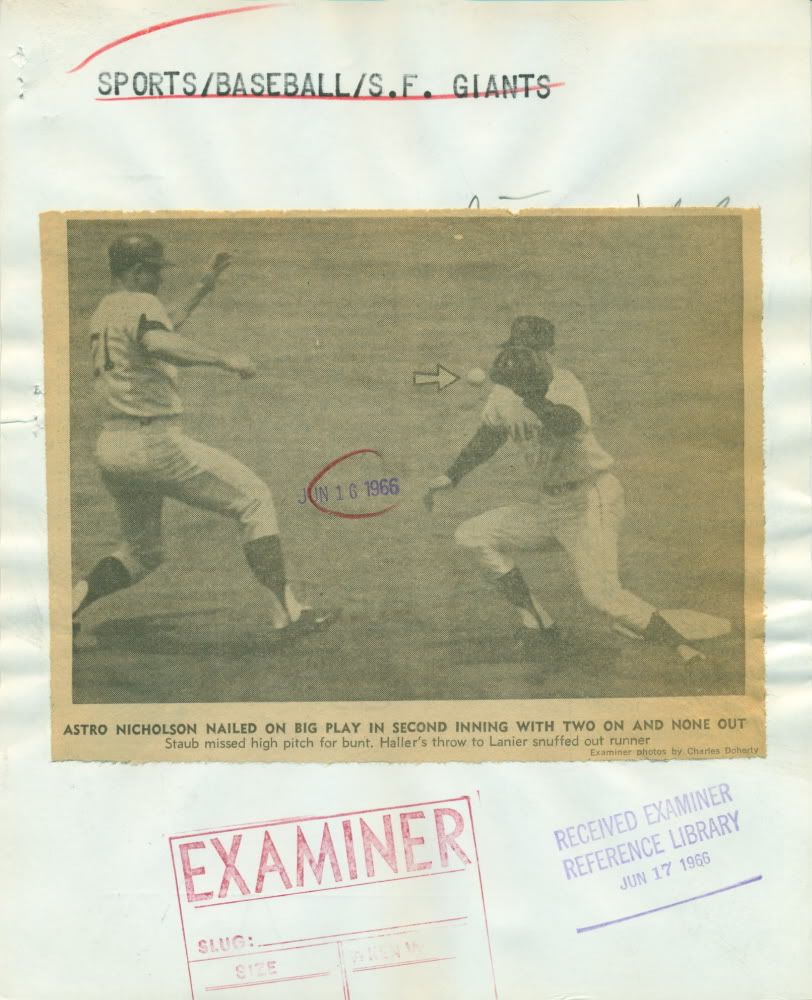 SPORTS/BASEBALL/S.F. GIANTS
JUN 16 1966
ASTRO NICHOLSON NAILED ON BIG PLAY IN SECOND INNING WITH TWO ON AND NONE OUT
Staub missed high pitch for bunt. Haller's throw to Lanier snuffed out runner
Examiner photos by Charles Doherty
EXAMINER
SLUG:
SIZE
RECEIVED EXAMINER
REFERENCE LIBRARY
JUN 17 1966